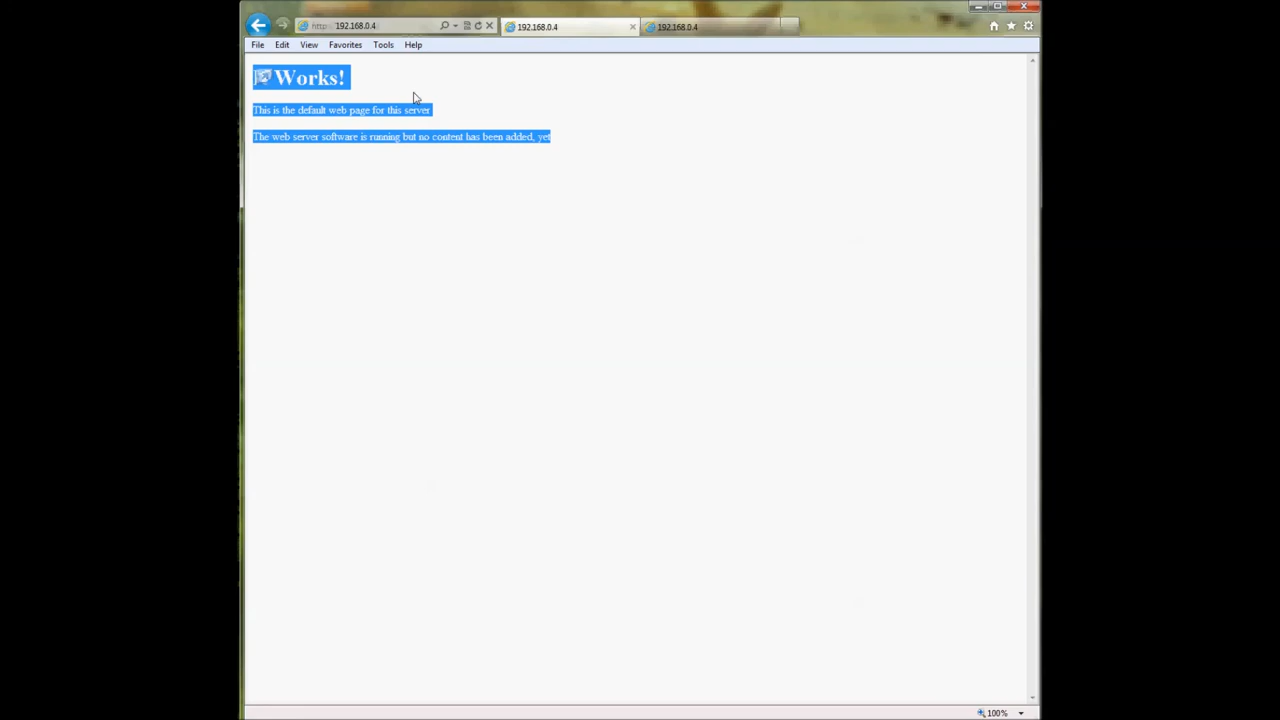 http 192.168.0.4
192.168.0.4
192.168.0.4
File Edit View Favorites Tools Help
Works!
This is the default web page for this server
The web server software is running but no content has been added, yet
100%